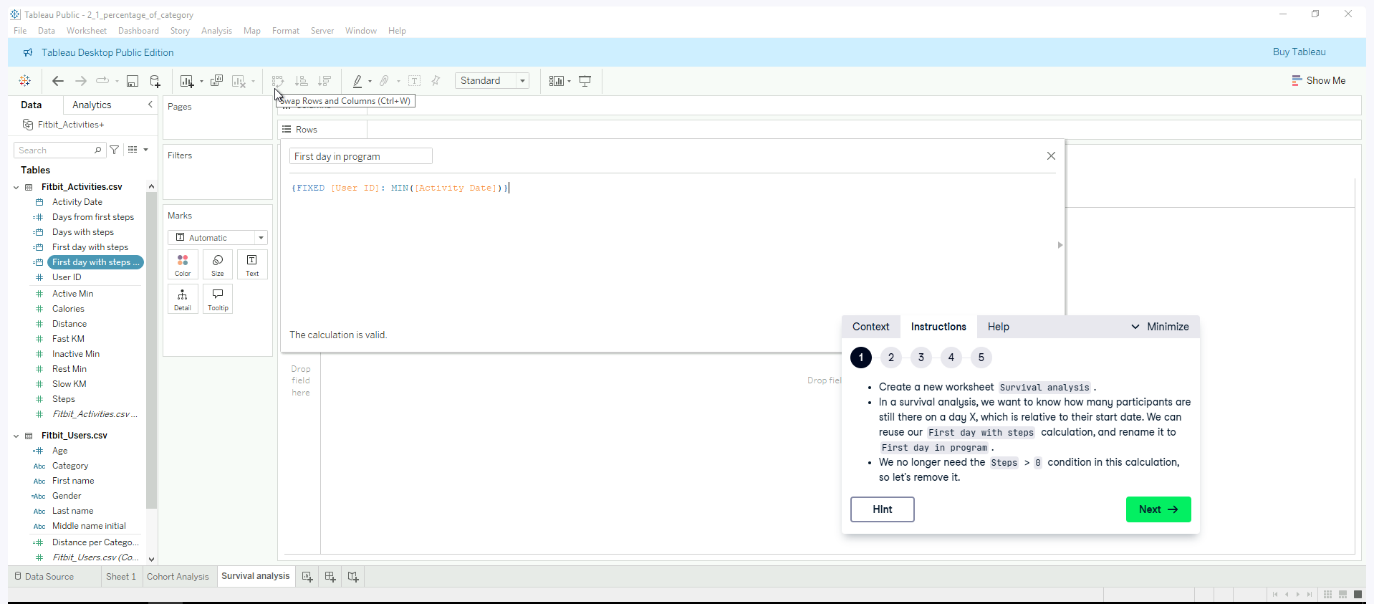 Tableau Public - 2_1_percentage_of_category
File Data Worksheet Dashboard Story Analysis Map Format Server Window Help
Tableau Desktop Public Edition
Buy Tableau
Standard
Show Me
Data Analytics
Fitbit_Activities+
Search
Tables
Fitbit_Activities.csv
Activity Date
Days from first steps
Days with steps
First day with steps
First day with steps ...
User ID
Active Min
Calories
Distance
Fast KM
Inactive Min
Rest Min
Slow KM
Steps
Fitbit_Activities.csv ...
Fitbit_Users.csv
Age
Abc Category
Abc First name
Abc Gender
Abc Last name
Abc Middle name initial
Distance per Catego...
Fitbit_Users.csv (Co...
Pages
Filters
Marks
Automatic
Color Size Text
Detail Tooltip
Swap Rows and Columns (Ctrl+W)
Rows
First day in program
{FIXED [User ID]: MIN([Activity Date])}
The calculation is valid.
Drop
field
here
Drop fiel
Context Instructions Help Minimize
1 2 3 4 5
• Create a new worksheet Survival analysis .
• In a survival analysis, we want to know how many participants are
still there on a day X, which is relative to their start date. We can
reuse our First day with steps calculation, and rename it to
First day in program .
• We no longer need the Steps > 0 condition in this calculation,
so let's remove it.
Hint
Next →
Data Source Sheet 1 Cohort Analysis Survival analysis